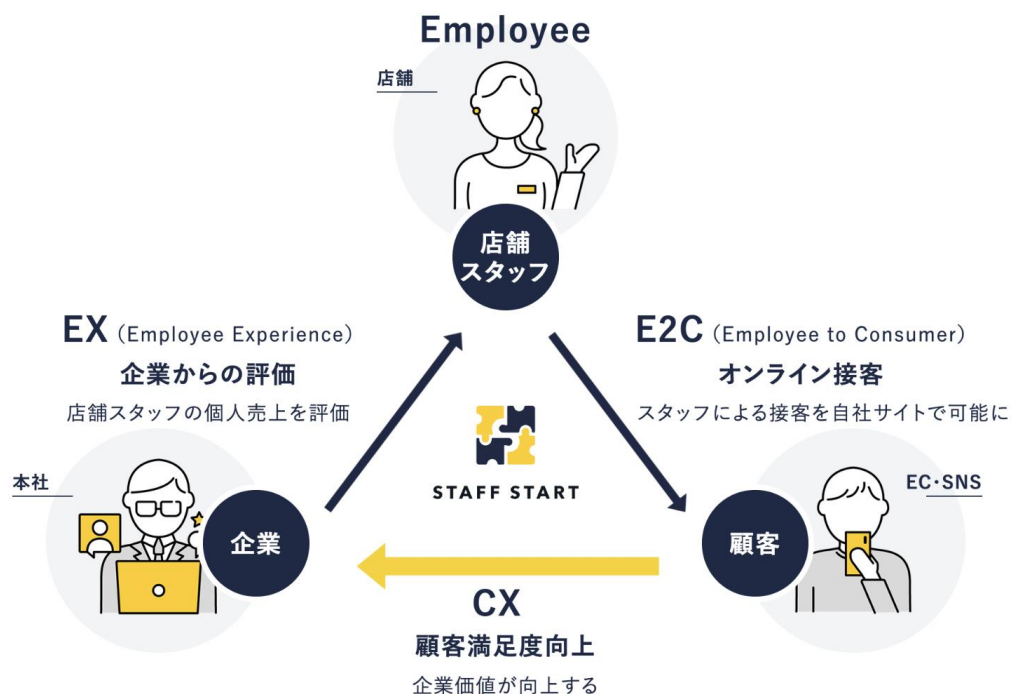 Employee
店舗
店舗
スタッフ
EX (Employee Experience)
企業からの評価
店舗スタッフの個人売上を評価
E2C (Employee to Consumer)
オンライン接客
スタッフによる接客を自社サイトで可能に
STAFF START
本社
企業
EC・SNS
顧客
CX
顧客満足度向上
企業価値が向上する